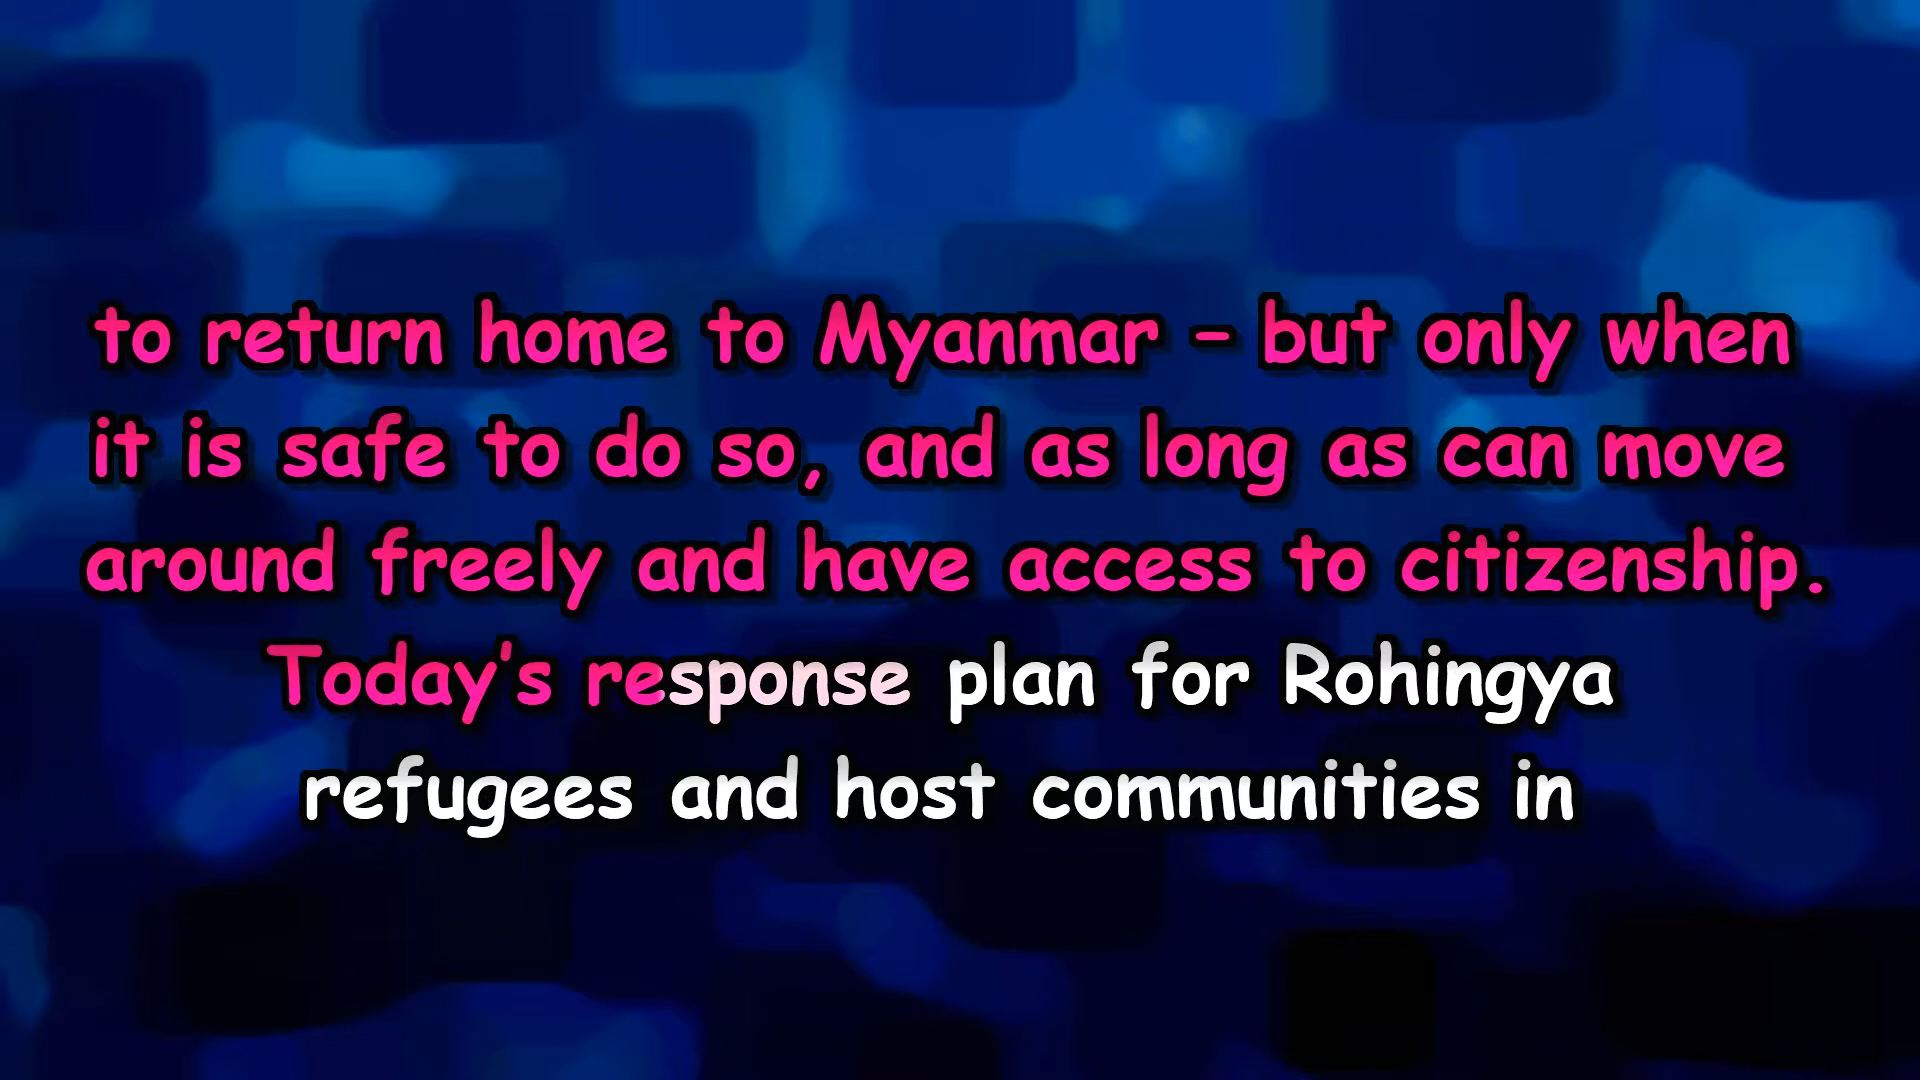 to return home to Myanmar – but only when
it is safe to do so, and as long as can move
around freely and have access to citizenship.
Today's response plan for Rohingya
refugees and host communities in